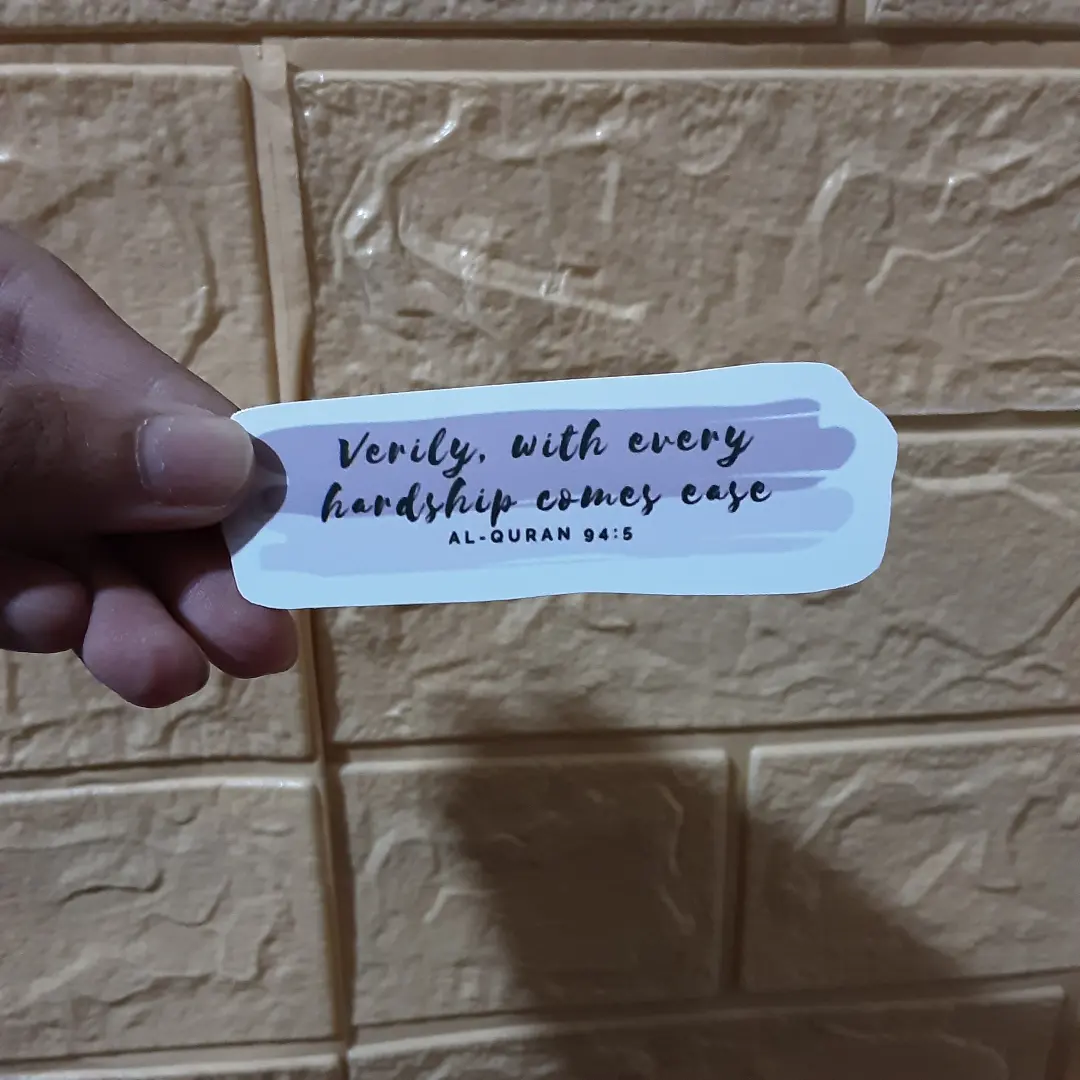 Verily, with every
hardship comes ease
AL-QURAN 94:5